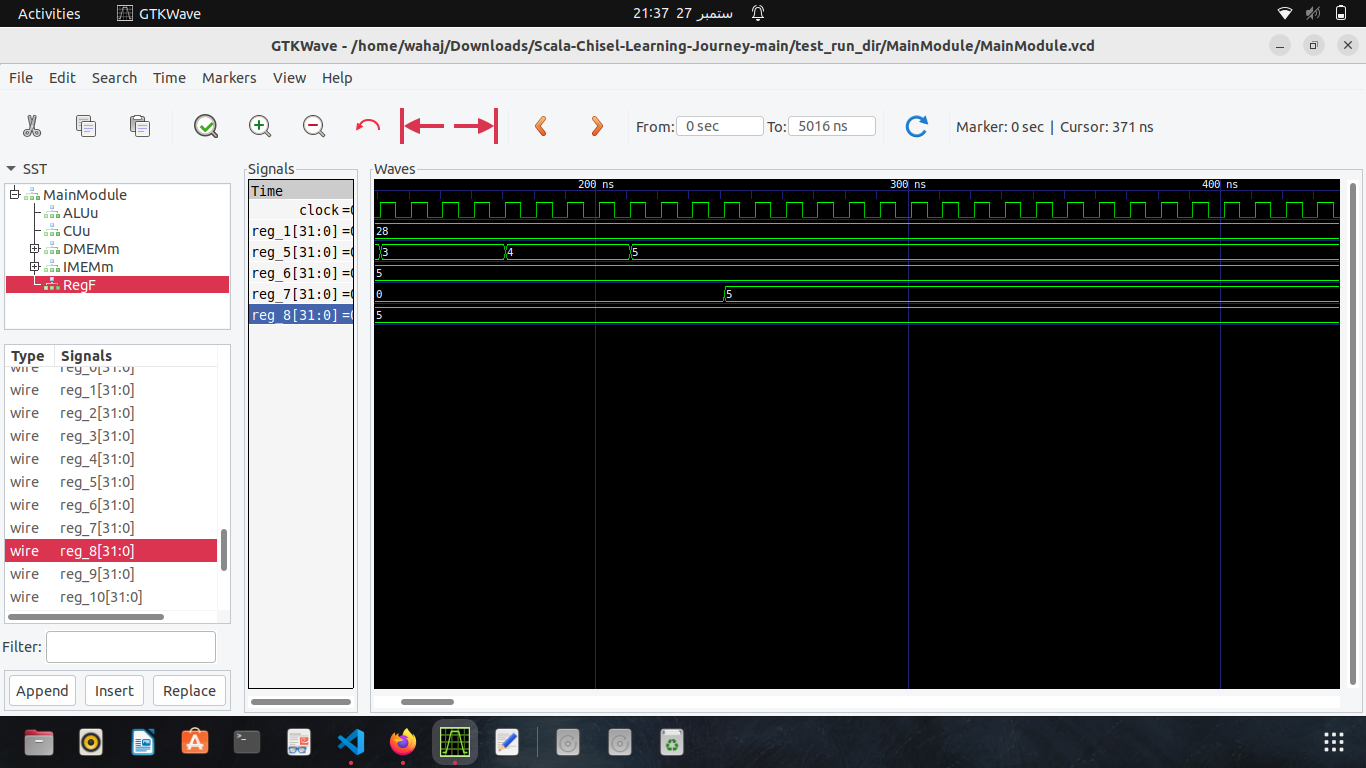 Activities GTKWave 21:37 27 ستمبر
GTKWave - /home/wahaj/Downloads/Scala-Chisel-Learning-Journey-main/test_run_dir/MainModule/MainModule.vcd
File Edit Search Time Markers View Help
From: 0 sec To: 5016 ns Marker: 0 sec | Cursor: 371 ns
SST
MainModule
ALUu
CUu
DMEMm
IMEMm
RegF
Type Signals
wire reg_0[31:0]
wire reg_1[31:0]
wire reg_2[31:0]
wire reg_3[31:0]
wire reg_4[31:0]
wire reg_5[31:0]
wire reg_6[31:0]
wire reg_7[31:0]
wire reg_8[31:0]
wire reg_9[31:0]
wire reg_10[31:0]
Filter:
Append Insert Replace
Signals
Time
clock =0
reg_1[31:0] =0
reg_5[31:0] =0
reg_6[31:0] =0
reg_7[31:0] =0
reg_8[31:0] =0
Waves
200 ns 300 ns 400 ns
28
3 4 5
5
0 5
5